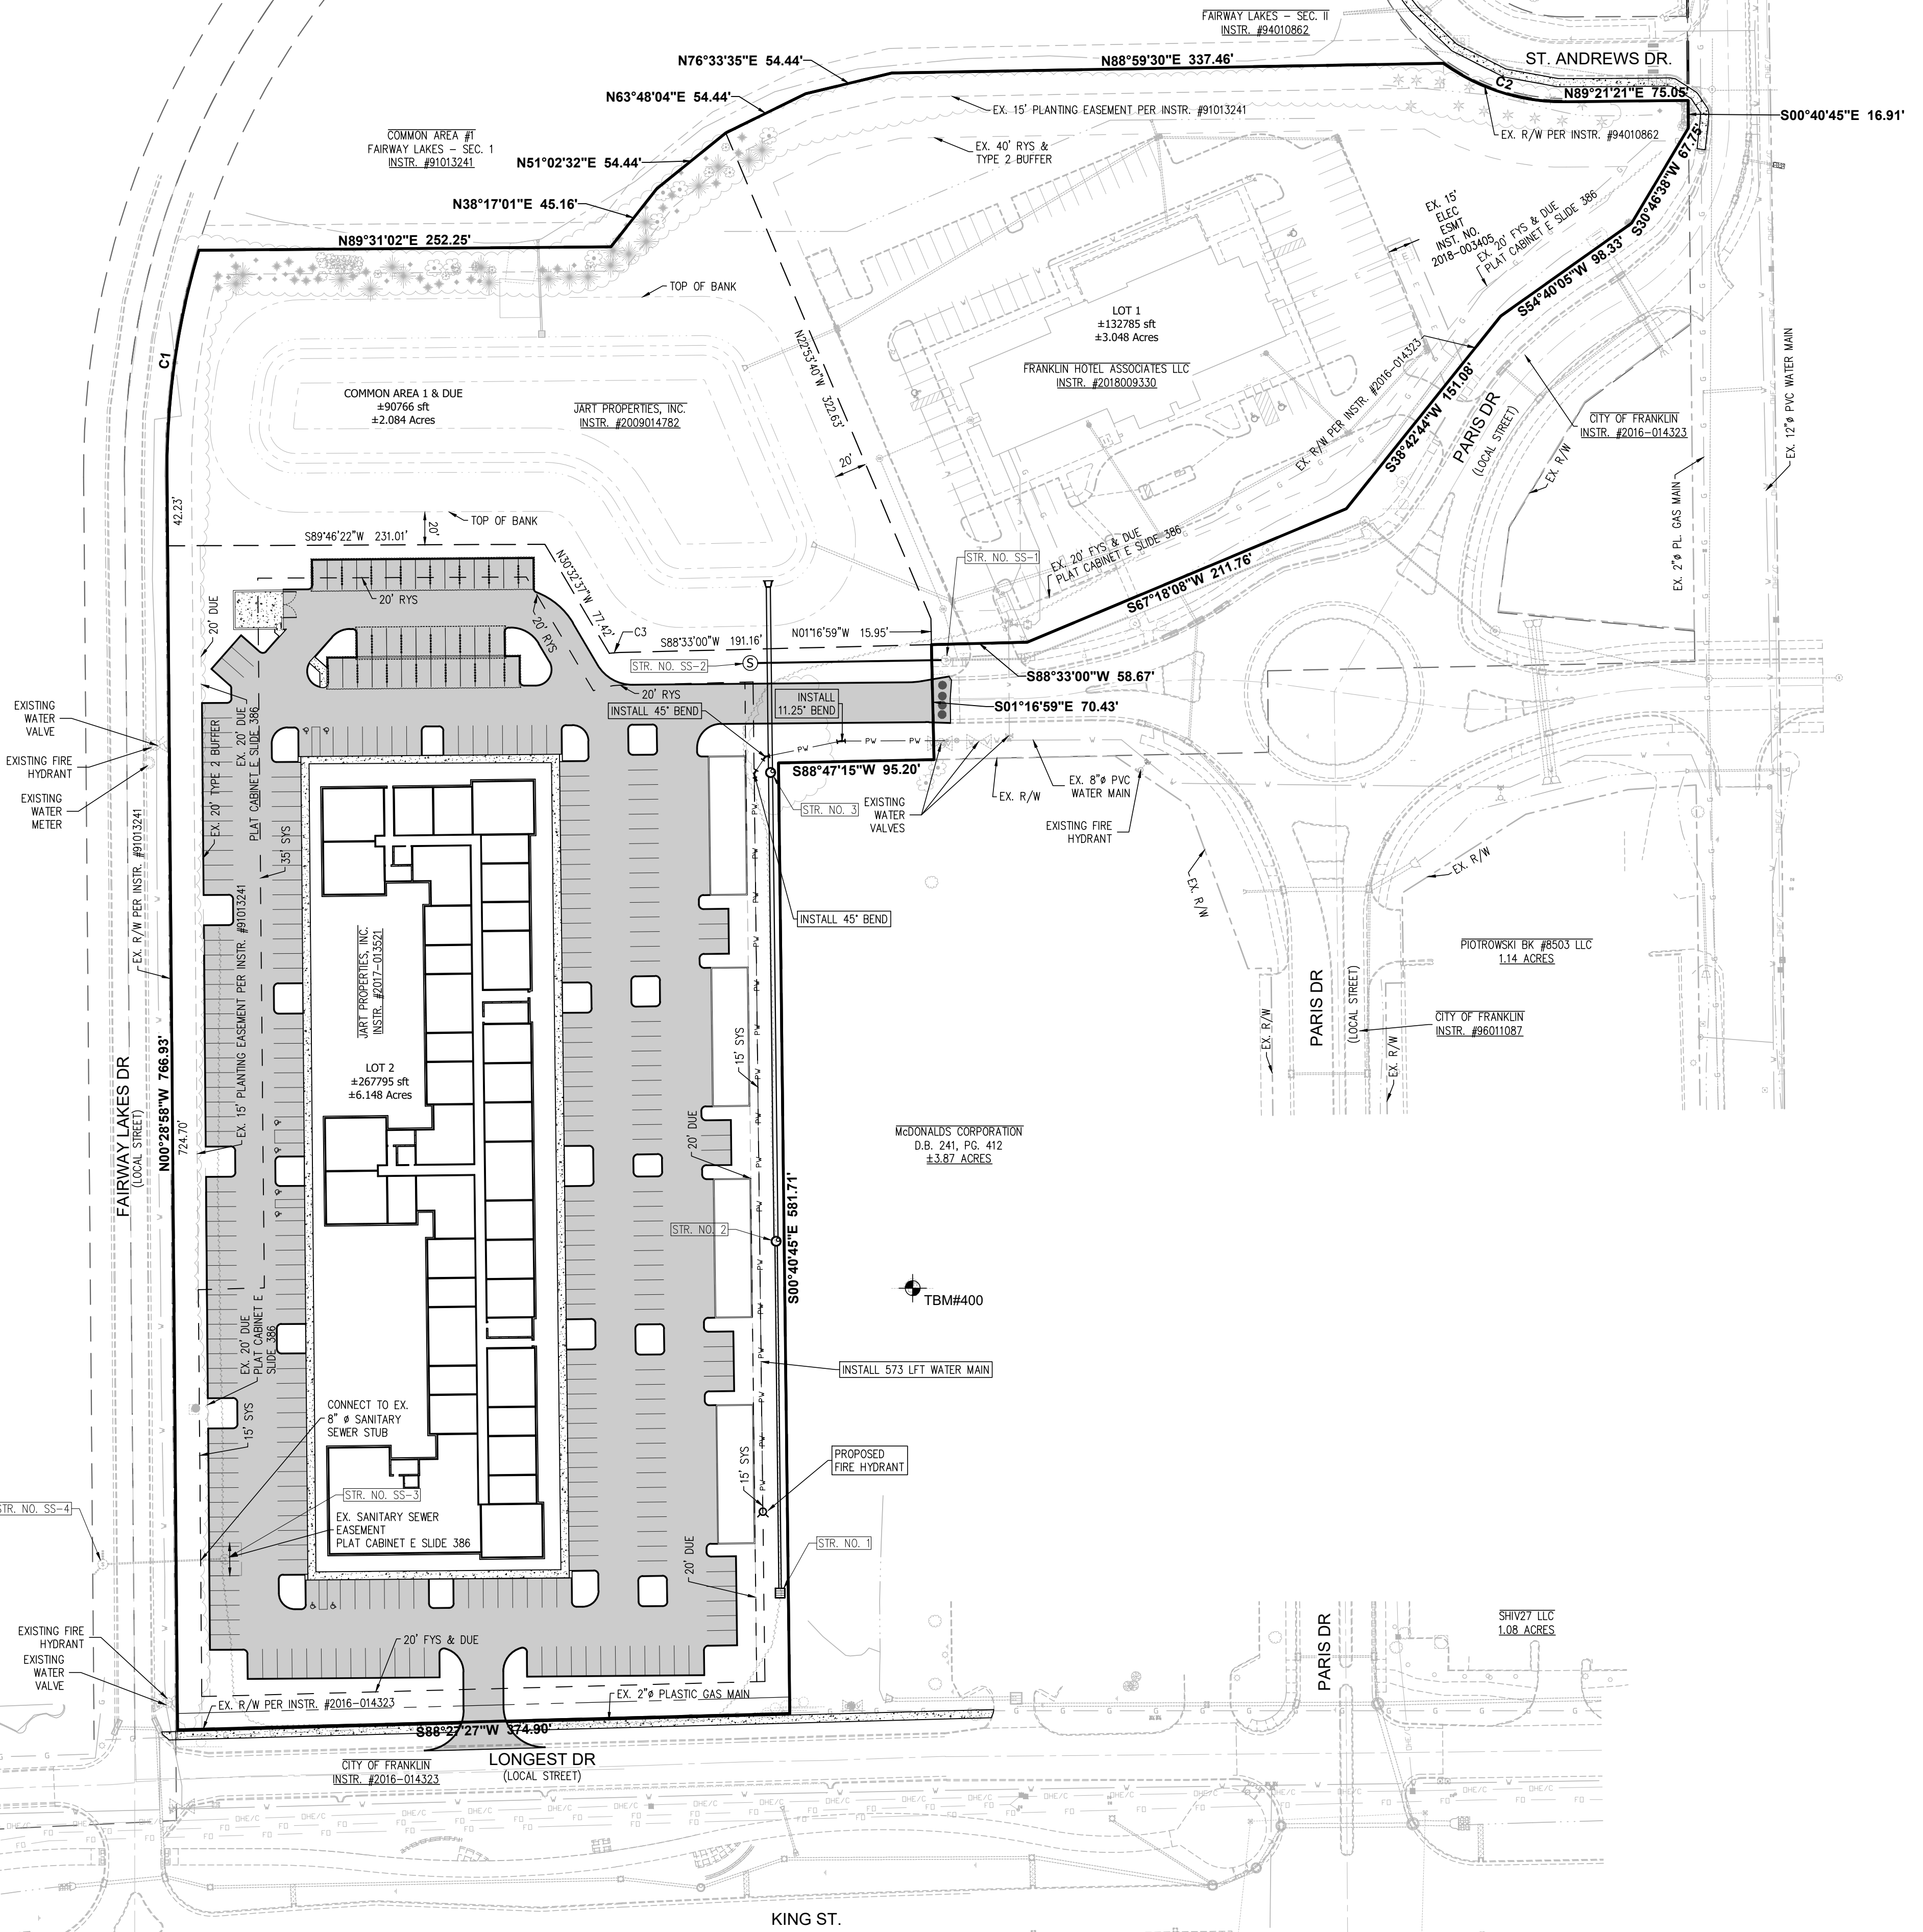 FAIRWAY LAKES – SEC. II
INSTR. #94010862
ST. ANDREWS DR.
N76°33'35"E 54.44'
N88°59'30"E 337.46'
C2
N89°21'21"E 75.05'
N63°48'04"E 54.44'
EX. 15' PLANTING EASEMENT PER INSTR. #91013241
S00°40'45"E 16.91'
COMMON AREA #1
FAIRWAY LAKES – SEC. 1
INSTR. #91013241
EX. R/W PER INSTR. #94010862
EX. 40' RYS &
TYPE 2 BUFFER
S30°46'38"W 67.75'
N51°02'32"E 54.44'
N38°17'01"E 45.16'
EX. 15'
ELEC
ESMT
INST. NO.
2018-003405
EX. 20' FYS & DUE
PLAT CABINET E SLIDE 386
N89°31'02"E 252.25'
S54°40'05"W 98.33'
TOP OF BANK
LOT 1
±132785 sft
±3.048 Acres
N22°53'40"W 322.63'
C1
FRANKLIN HOTEL ASSOCIATES LLC
INSTR. #2018009330
EX. R/W PER INSTR. #2016-014323
S38°42'44"W 151.08'
COMMON AREA 1 & DUE
±90766 sft
±2.084 Acres
JART PROPERTIES, INC.
INSTR. #2009014782
PARIS DR
(LOCAL STREET)
CITY OF FRANKLIN
INSTR. #2016-014323
EX. R/W
EX. 12"ø PVC WATER MAIN
EX. 2"ø PL GAS MAIN
20'
42.23'
TOP OF BANK
20'
S89°46'22"W 231.01'
N30°32'37"W 77.42'
STR. NO. SS-1
EX. 20' FYS & DUE
PLAT CABINET E SLIDE 386
S67°18'08"W 211.76'
20' RYS
20' DUE
20' RYS
C3
S88°33'00"W 191.16'
N01°16'59"W 15.95'
STR. NO. SS-2
S
S88°33'00"W 58.67'
20' RYS
INSTALL
11.25° BEND
INSTALL 45° BEND
S01°16'59"E 70.43'
EXISTING
WATER
VALVE
EXISTING FIRE
HYDRANT
EXISTING
WATER
METER
EX. 20' TYPE 2 BUFFER
EX. 20' DUE
PLAT CABINET E SLIDE 386
PW
PW
PW
S88°47'15"W 95.20'
STR. NO. 3
EXISTING
WATER
VALVES
EX. R/W
EX. 8"ø PVC
WATER MAIN
EXISTING FIRE
HYDRANT
35' SYS
EX. R/W PER INSTR. #91013241
EX. R/W
EX. R/W
INSTALL 45° BEND
EX. 15' PLANTING EASEMENT PER INSTR. #91013241
JART PROPERTIES, INC.
INSTR. #2017-013521
PIOTROWSKI BK #8503 LLC
1.14 ACRES
PARIS DR
(LOCAL STREET)
CITY OF FRANKLIN
INSTR. #96011087
EX. R/W
EX. R/W
15' SYS
LOT 2
±267795 sft
±6.148 Acres
FAIRWAY LAKES DR
(LOCAL STREET)
N00°28'58"W 766.93'
724.70'
20' DUE
McDONALDS CORPORATION
D.B. 241, PG. 412
±3.87 ACRES
STR. NO. 2
S00°40'45"E 581.71'
TBM#400
EX. 20' DUE
PLAT CABINET E
SLIDE 386
INSTALL 573 LFT WATER MAIN
CONNECT TO EX.
8" ø SANITARY
SEWER STUB
15' SYS
PROPOSED
FIRE HYDRANT
15' SYS
STR. NO. SS-3
STR. NO. SS-4
EX. SANITARY SEWER
EASEMENT
PLAT CABINET E SLIDE 386
STR. NO. 1
20' DUE
EXISTING FIRE
HYDRANT
EXISTING
WATER
VALVE
20' FYS & DUE
PARIS DR
SHIV27 LLC
1.08 ACRES
EX. R/W PER INSTR. #2016-014323
EX. 2"ø PLASTIC GAS MAIN
S88°27'27"W 374.90'
LONGEST DR
(LOCAL STREET)
CITY OF FRANKLIN
INSTR. #2016-014323
KING ST.